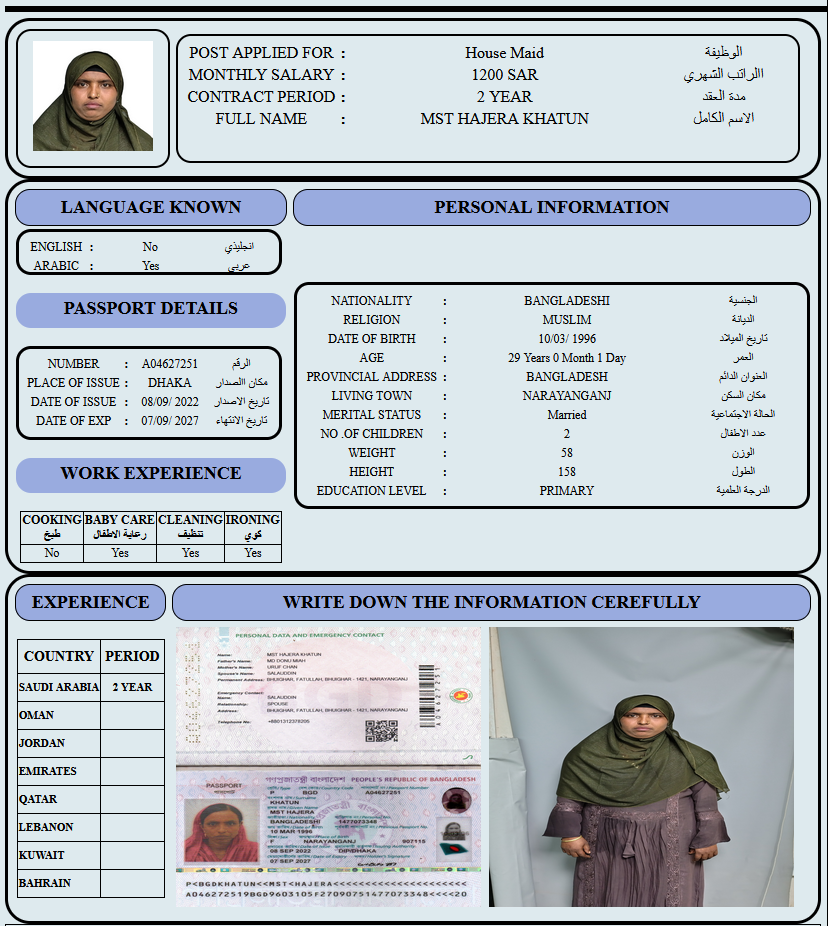 POST APPLIED FOR : House Maid الوظيفة
MONTHLY SALARY : 1200 SAR االراتب الشهري
CONTRACT PERIOD : 2 YEAR مدة العقد
FULL NAME : MST HAJERA KHATUN الاسم الكامل
LANGUAGE KNOWN
ENGLISH : No انجليذي
ARABIC : Yes عربي
PASSPORT DETAILS
NUMBER : A04627251 الرقم
PLACE OF ISSUE : DHAKA مكان االصدار
DATE OF ISSUE : 08/09/ 2022 تاريخ الاصدار
DATE OF EXP : 07/09/ 2027 تاريخ الانتهاء
WORK EXPERIENCE
COOKING BABY CARE CLEANING IRONING
طبخ رعاية الاطفال تنظيف كوي
No Yes Yes Yes
PERSONAL INFORMATION
NATIONALITY : BANGLADESHI الجنسية
RELIGION : MUSLIM الديانة
DATE OF BIRTH : 10/03/ 1996 تاريخ الميلاد
AGE : 29 Years 0 Month 1 Day العمر
PROVINCIAL ADDRESS : BANGLADESH العنوان الدائم
LIVING TOWN : NARAYANGANJ مكان السكن
MERITAL STATUS : Married الحالة الاجتماعية
NO .OF CHILDREN : 2 عدد الاطفال
WEIGHT : 58 الوزن
HEIGHT : 158 الطول
EDUCATION LEVEL : PRIMARY الدرجة العلمية
EXPERIENCE
COUNTRY PERIOD
SAUDI ARABIA 2 YEAR
OMAN
JORDAN
EMIRATES
QATAR
LEBANON
KUWAIT
BAHRAIN
WRITE DOWN THE INFORMATION CEREFULLY
PERSONAL DATA AND EMERGENCY CONTACT
Name: MST HAJERA KHATUN
Father's Name: MD DONU MIAH
Mother's Name: URUF CHAN
Spouse's Name: SALAUDDIN
Permanent Address: BHUIGHAR, FATULLAH, BHUIGHAR - 1421, NARAYANGANJ
Emergency Contact:
Name: SALAUDDIN
Relationship: SPOUSE
Address: BHUIGHAR, FATULLAH, BHUIGHAR - 1421, NARAYANGANJ
Telephone No: +8801312378205
A04627251
গণপ্রজাতন্ত্রী বাংলাদেশ PEOPLE'S REPUBLIC OF BANGLADESH
PASSPORT
P BGD A04627251
KHATUN
MST HAJERA
BANGLADESHI 1477073348
10 MAR 1996
F NARAYANGANJ 907115
08 SEP 2022 DIP/DHAKA
07 SEP 2027
P<BGDKHATUN<<MST<HAJERA<<<<<<<<<<<<<<<<<<<<<
A046272519BGD9603105F27090751477073348<<<<20